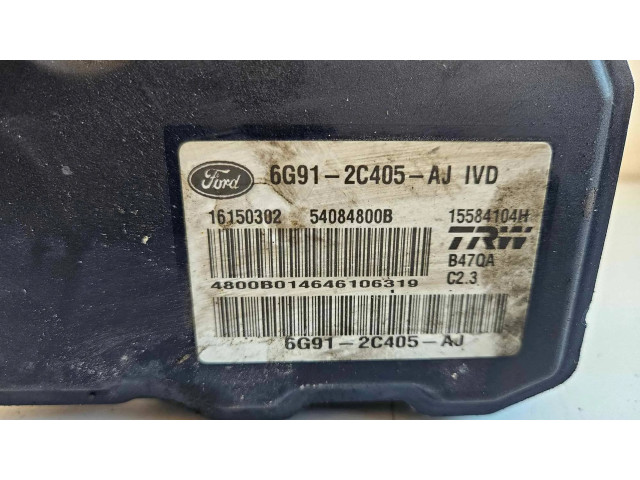 Ford 6G91-2C405-AJ IVD
16150302 54084800B 15584104H
TRW
B47QA
4800B014646106319 C2.3
6G91-2C405-AJ